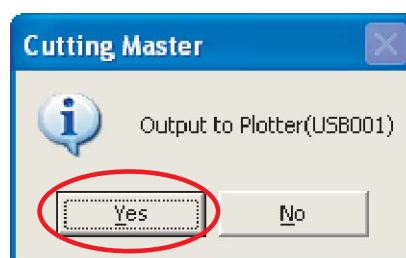 Cutting Master
Output to Plotter(USB001)
Yes No